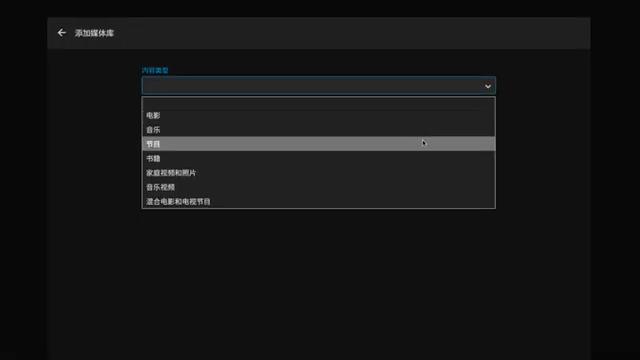 添加媒体库
内容类型
电影
音乐
节目
书籍
家庭视频和照片
音乐视频
混合电影和电视节目